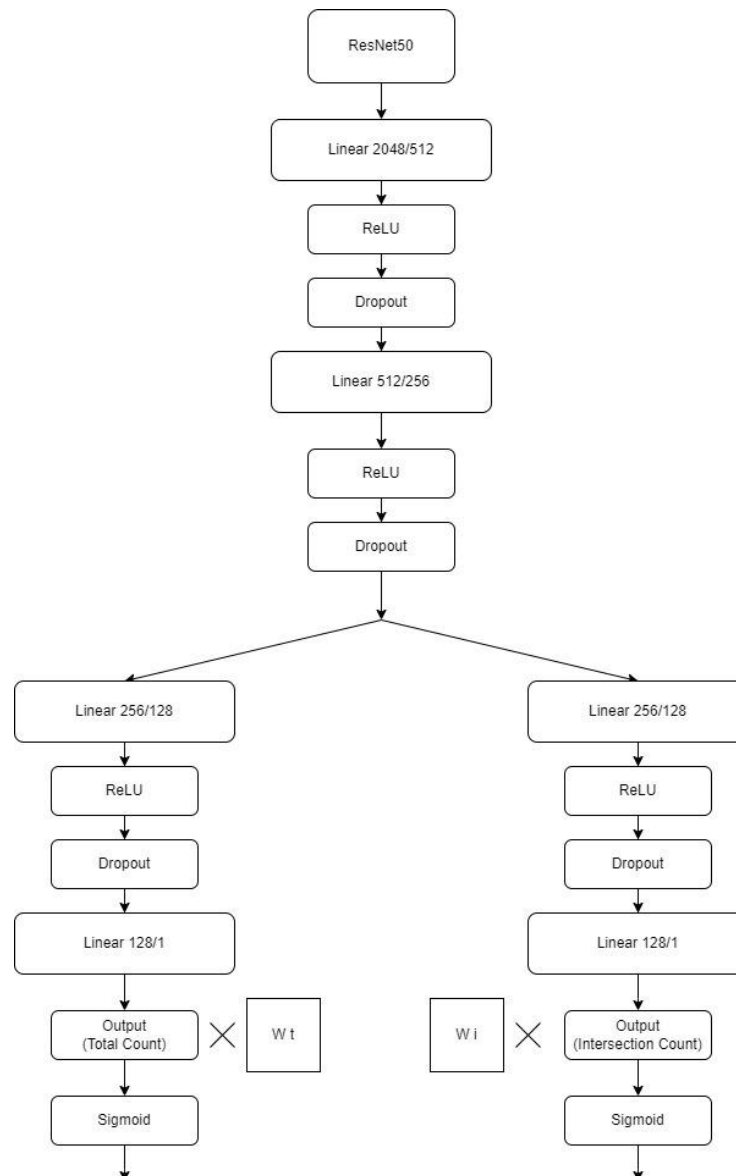 ResNet50
Linear 2048/512
ReLU
Dropout
Linear 512/256
ReLU
Dropout
Linear 256/128
ReLU
Dropout
Linear 128/1
Output
(Total Count)
W t
Sigmoid
Linear 256/128
ReLU
Dropout
Linear 128/1
W i
Output
(Intersection Count)
Sigmoid